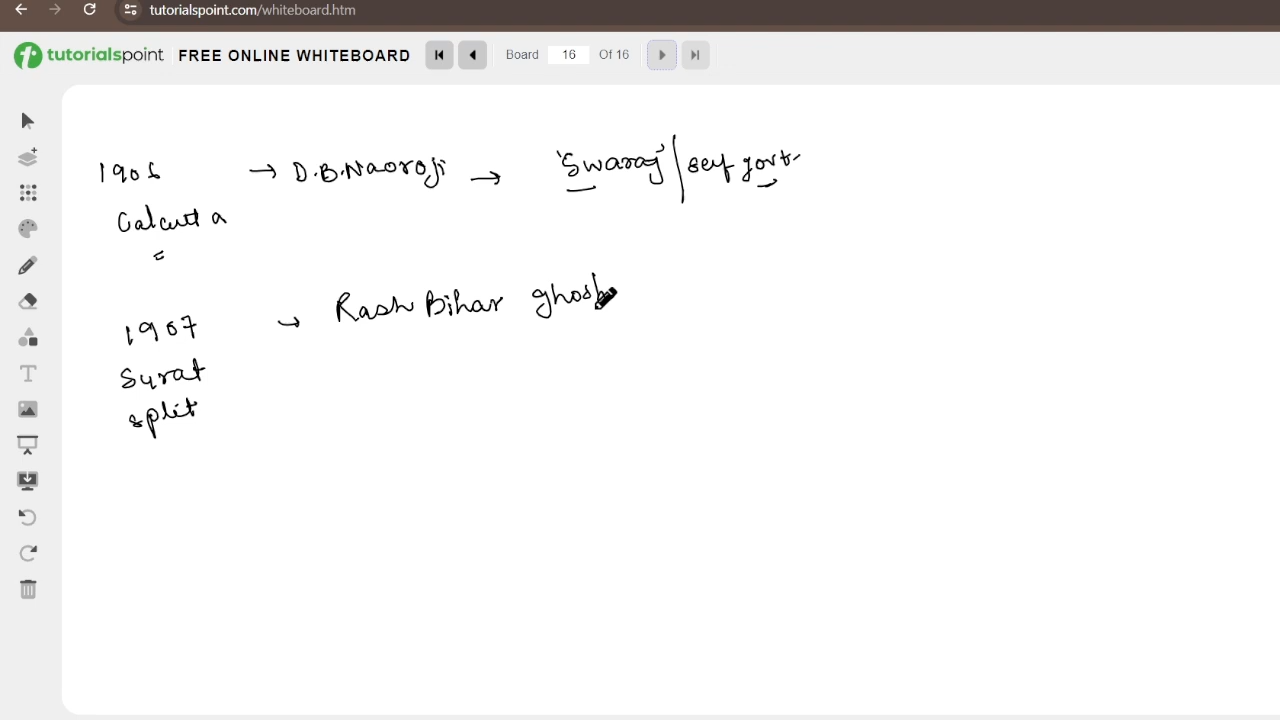 tutorialspoint.com/whiteboard.htm
tutorialspoint FREE ONLINE WHITEBOARD Board 16 Of 16
1906 → D.B.Naoroji → 'Swaraj' | self govt.
Calcutta
1907 → Rash Bihar ghosh
Surat
split